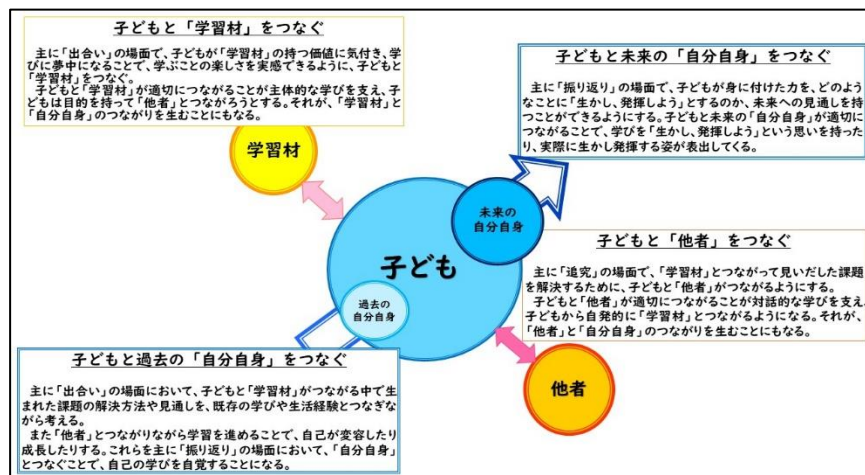 子どもと「学習材」をつなぐ
主に「出合い」の場面で、子どもが「学習材」の持つ価値に気付き、学
びに夢中になることで、学ぶことの楽しさを実感できるように、子どもと
「学習材」をつなぐ。
子どもと「学習材」が適切につながることが主体的な学びを支え、子
どもは目的を持って「他者」とつながろうとする。それが、「学習材」と
「自分自身」のつながりを生むことにもなる。
子どもと未来の「自分自身」をつなぐ
主に「振り返り」の場面で、子どもが身に付けた力を、どのよう
なことに「生かし、発揮しよう」とするのか、未来への見通しを持
つことができるようにする。子どもと未来の「自分自身」が適切に
つながることで、学びを「生かし、発揮しよう」という思いを持った
り、実際に生かし発揮する姿が表出してくる。
学習材
未来の
自分自身
子ども
過去の
自分自身
子どもと「他者」をつなぐ
主に「追究」の場面で、「学習材」とつながって見いだした課題
を解決するために、子どもと「他者」がつながるようにする。
子どもと「他者」が適切につながることが対話的な学びを支え、
子どもから自発的に「学習材」とつながるようになる。それが、
「他者」と「自分自身」のつながりを生むことにもなる。
子どもと過去の「自分自身」をつなぐ
主に「出合い」の場面において、子どもと「学習材」がつながる中で生
まれた課題の解決方法や見通しを、既存の学びや生活経験とつなぎな
がら考える。
また「他者」とつながりながら学習を進めることで、自己が変容したり
成長したりする。これらを主に「振り返り」の場面において、「自分自身」
とつなぐことで、自己の学びを自覚することになる。
他者